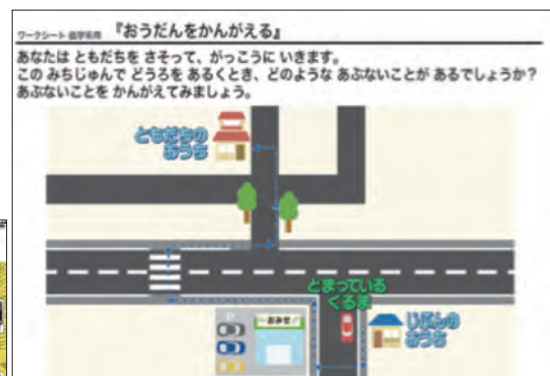 ワークシート 低学年用 『おうだんをかんがえる』
あなたは ともだちを さそって、がっこうに いきます。
この みちじゅんで どうろを あるくとき、どのような あぶないことが あるでしょうか?
あぶないことを かんがえてみましょう。
ともだちの
おうち
とまっている
くるま
おみせ
じぶんの
おうち